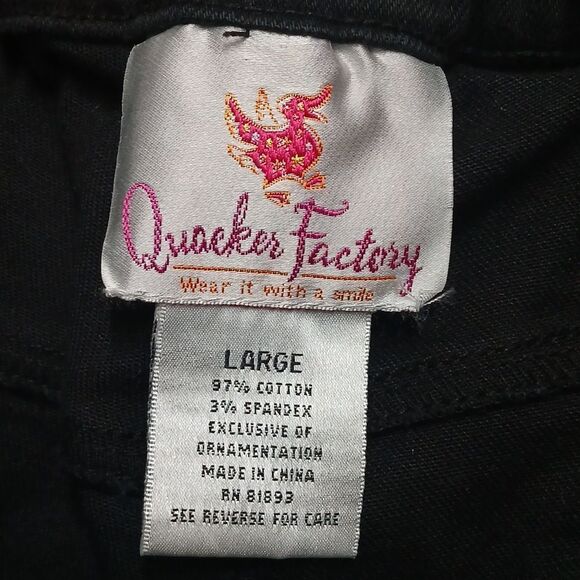 Quacker Factory
Wear it with a smile
LARGE
97% COTTON
3% SPANDEX
EXCLUSIVE OF
ORNAMENTATION
MADE IN CHINA
RN 81893
SEE REVERSE FOR CARE